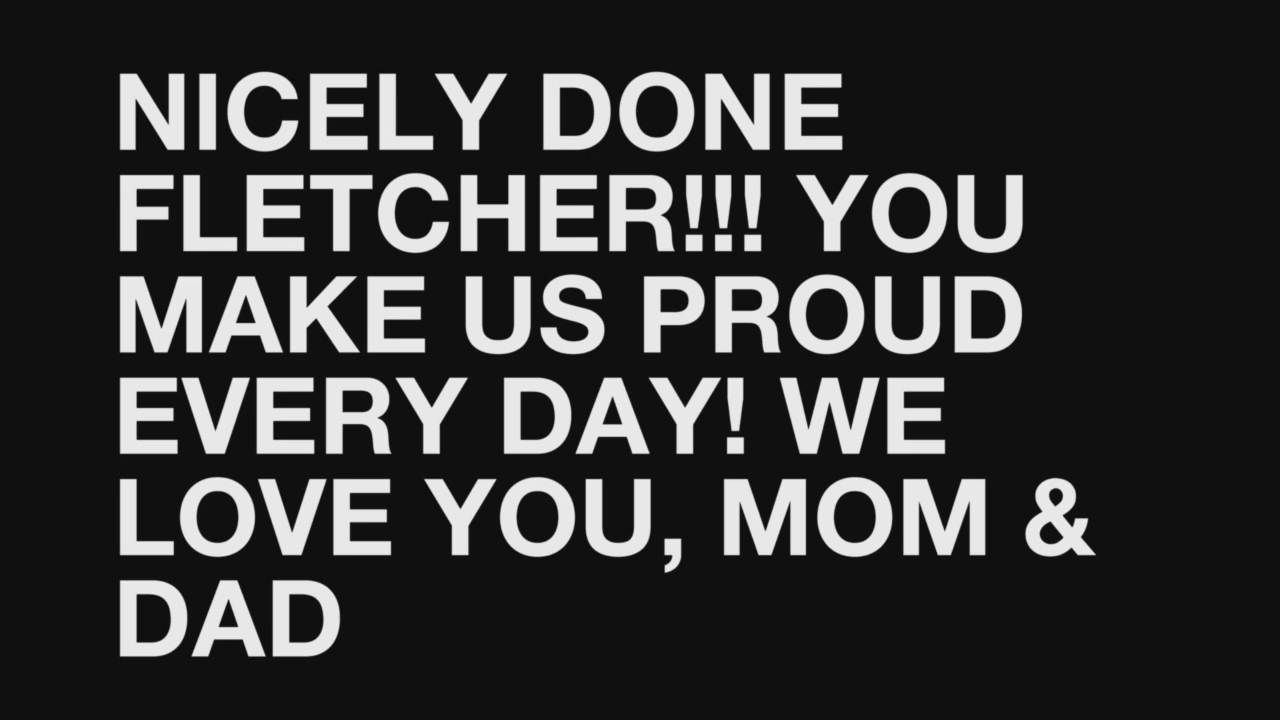 NICELY DONE
FLETCHER!!! YOU
MAKE US PROUD
EVERY DAY! WE
LOVE YOU, MOM &
DAD